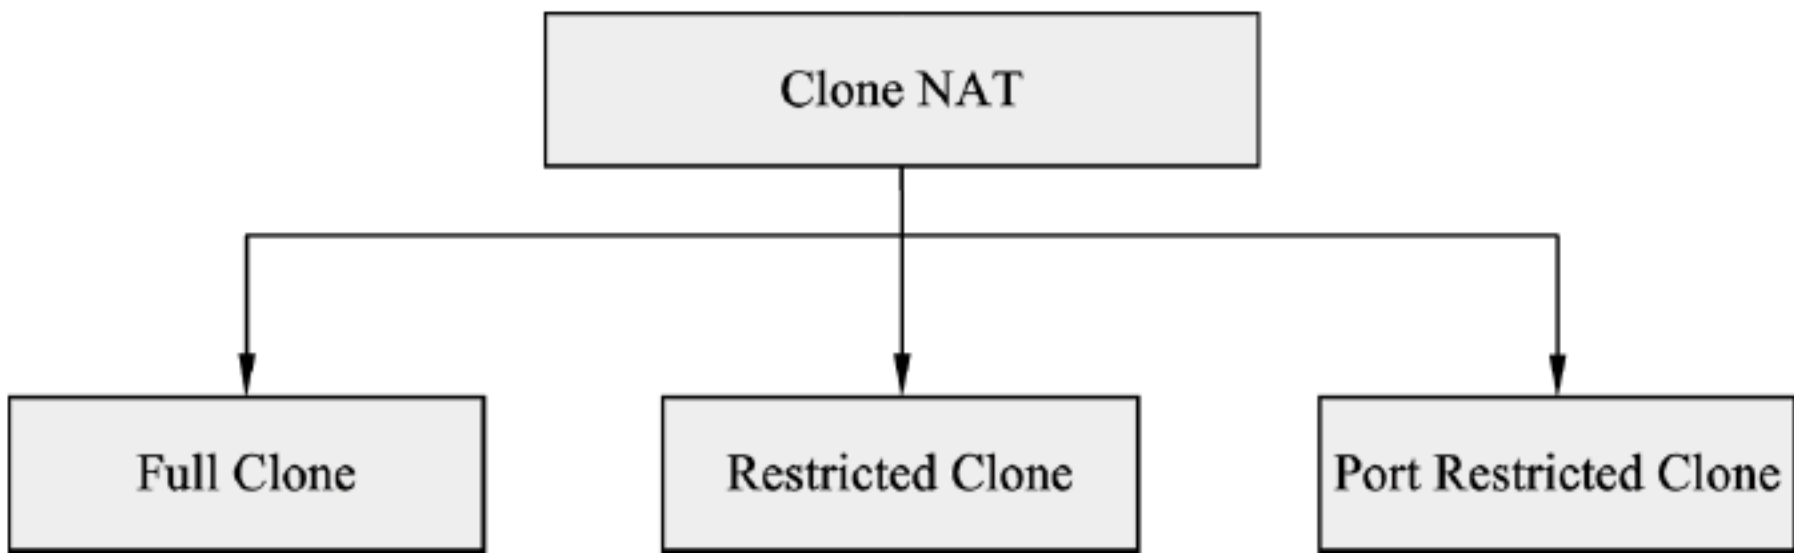 Clone NAT
Full Clone
Restricted Clone
Port Restricted Clone